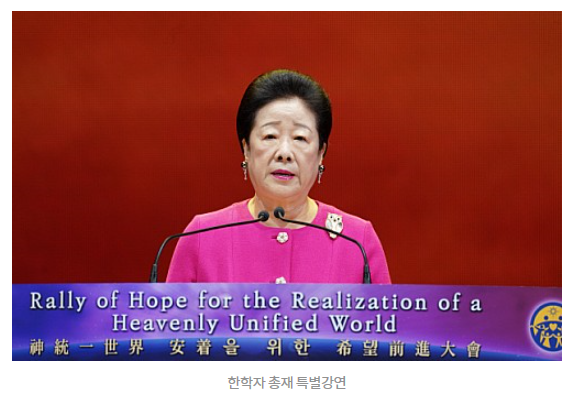 Rally of Hope for the Realization of a
Heavenly Unified World
神統一世界 安着을 위한 希望前進大會
한학자 총재 특별강연